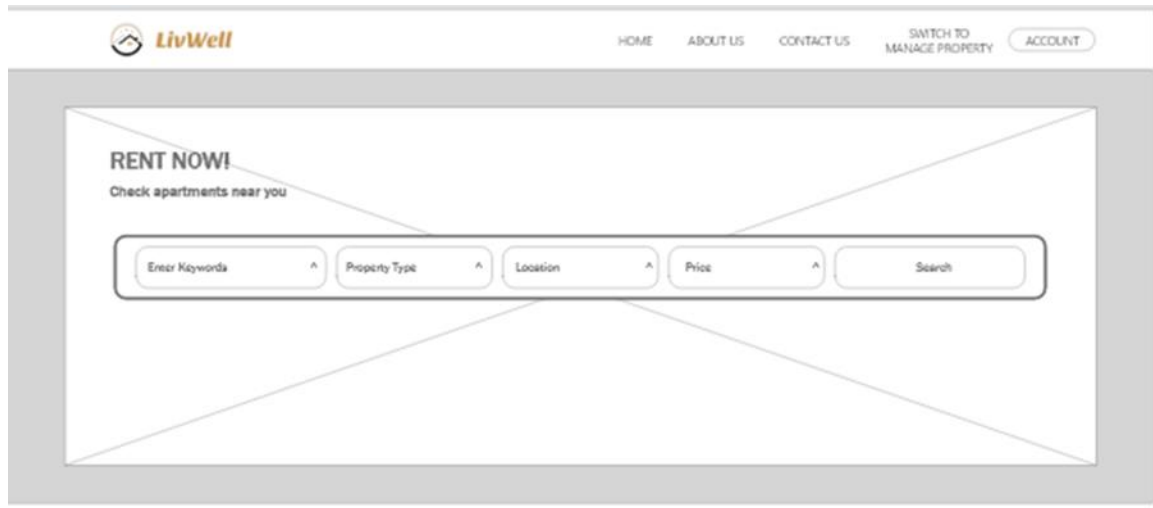 LivWell
HOME
ABOUT US
CONTACT US
SWITCH TO
MANAGE PROPERTY
ACCOUNT
RENT NOW!
Check apartments near you
Enter Keywords
Property Type
Location
Price
Search